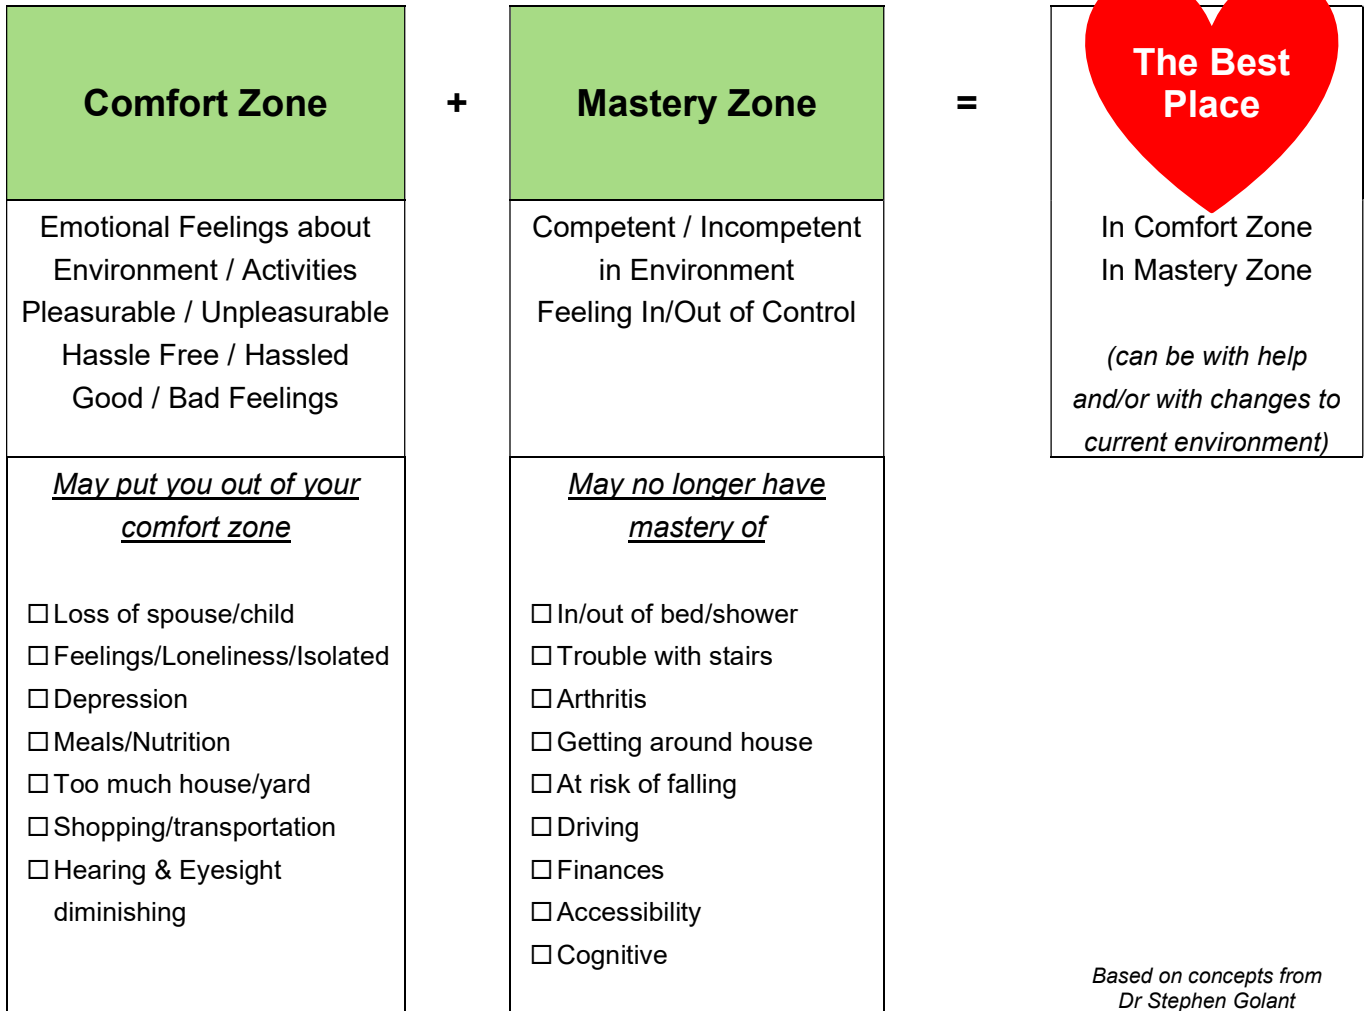 Comfort Zone
+
Mastery Zone
=
The Best
Place
Emotional Feelings about
Environment / Activities
Pleasurable / Unpleasurable
Hassle Free / Hassled
Good / Bad Feelings
Competent / Incompetent
in Environment
Feeling In/Out of Control
In Comfort Zone
In Mastery Zone
(can be with help
and/or with changes to
current environment)
May put you out of your
comfort zone
☐ Loss of spouse/child
☐ Feelings/Loneliness/Isolated
☐ Depression
☐ Meals/Nutrition
☐ Too much house/yard
☐ Shopping/transportation
☐ Hearing & Eyesight
diminishing
May no longer have
mastery of
☐ In/out of bed/shower
☐ Trouble with stairs
☐ Arthritis
☐ Getting around house
☐ At risk of falling
☐ Driving
☐ Finances
☐ Accessibility
☐ Cognitive
Based on concepts from
Dr Stephen Golant